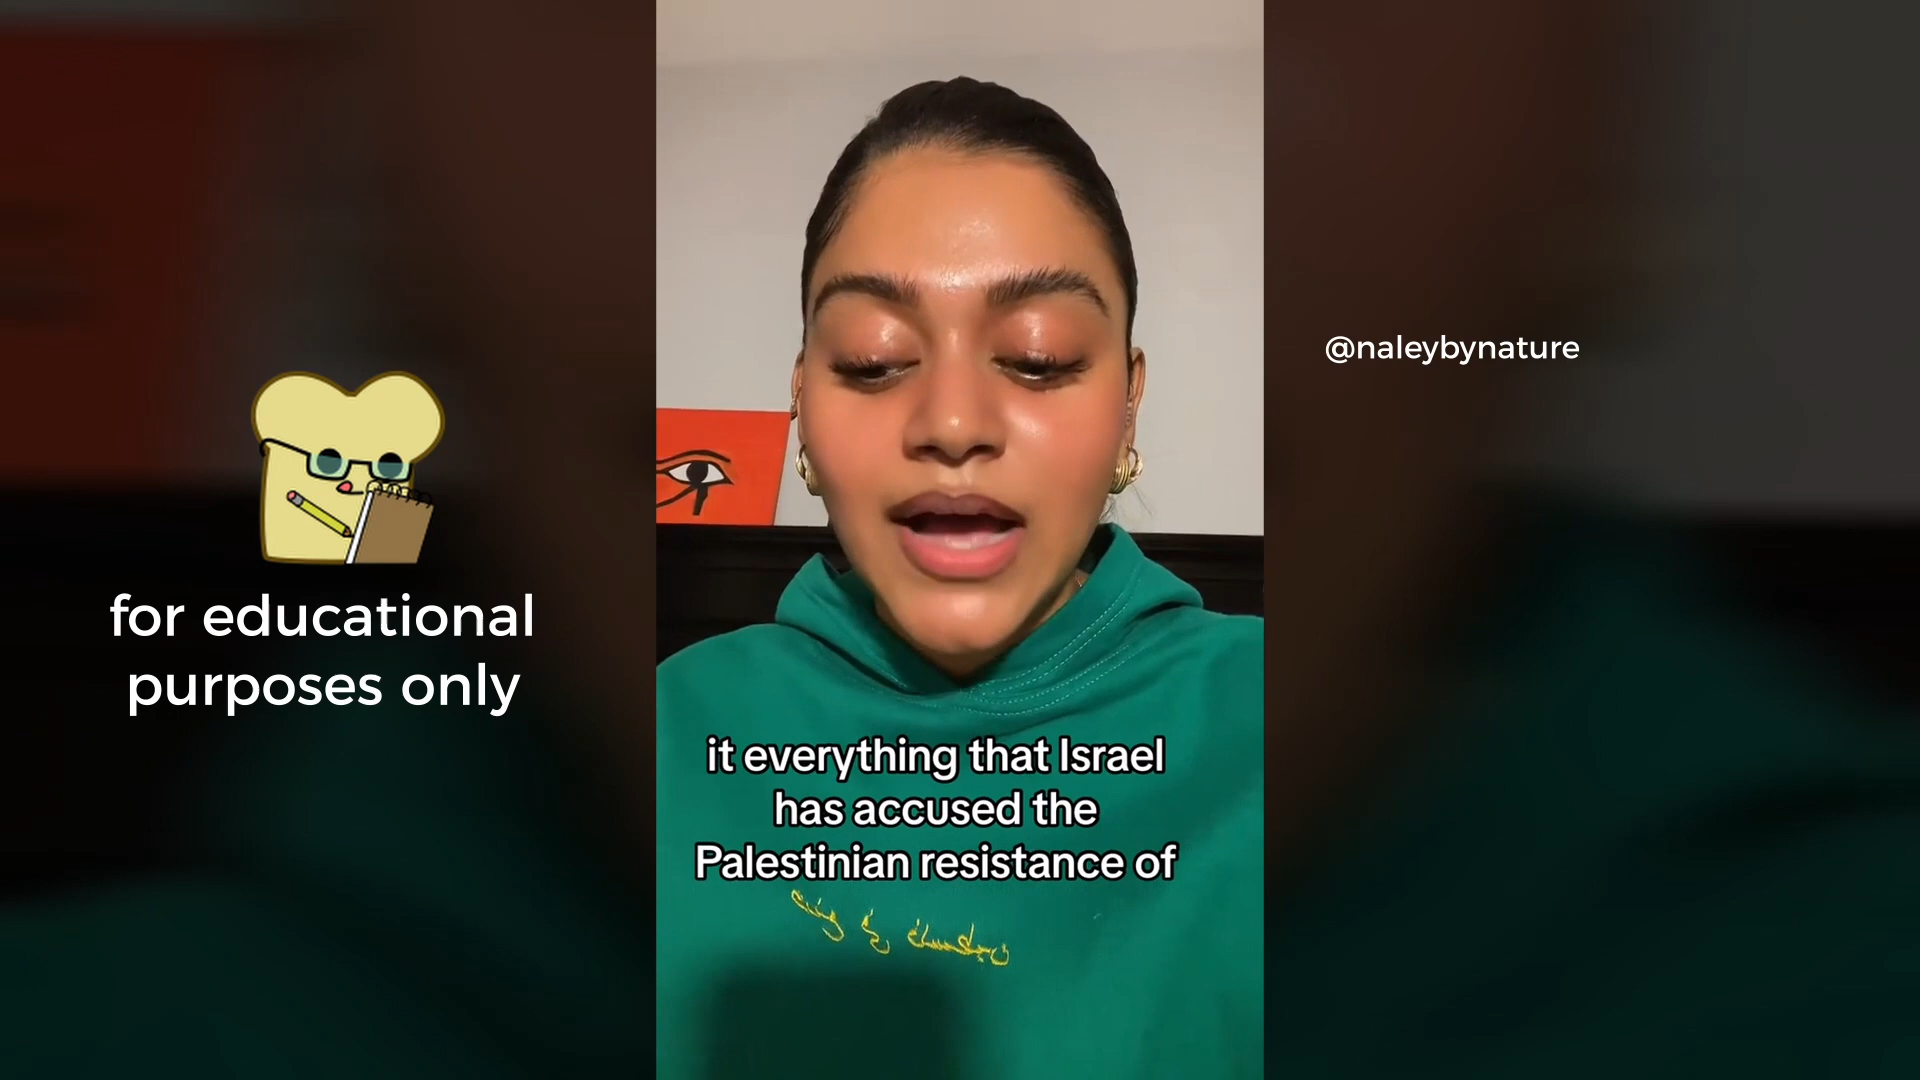 for educational
purposes only
it everything that Israel
has accused the
Palestinian resistance of
@naleybynature